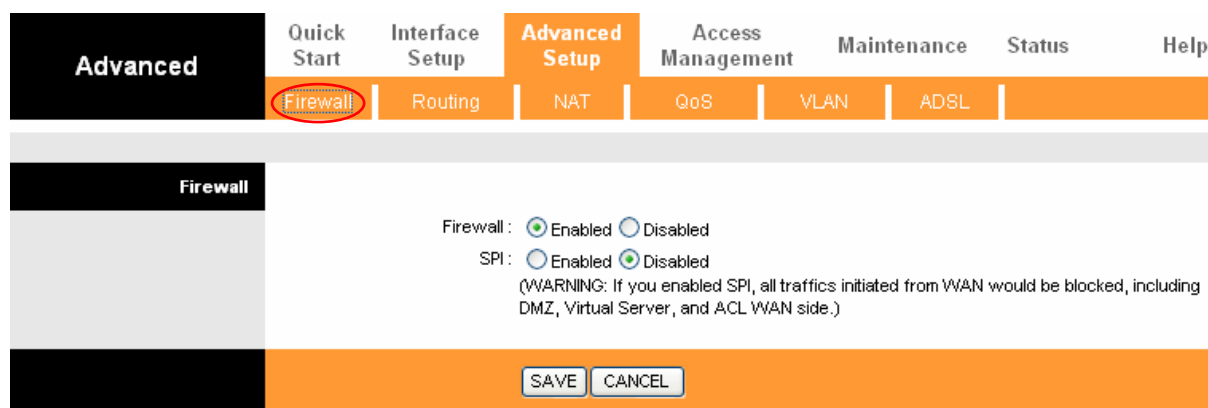 Advanced
Quick Start
Interface Setup
Advanced Setup
Access Management
Maintenance
Status
Help
Firewall
Routing
NAT
QoS
VLAN
ADSL
Firewall
Firewall : Enabled Disabled
SPI : Enabled Disabled
(WARNING: If you enabled SPI, all traffics initiated from WAN would be blocked, including
DMZ, Virtual Server, and ACL WAN side.)
SAVE CANCEL